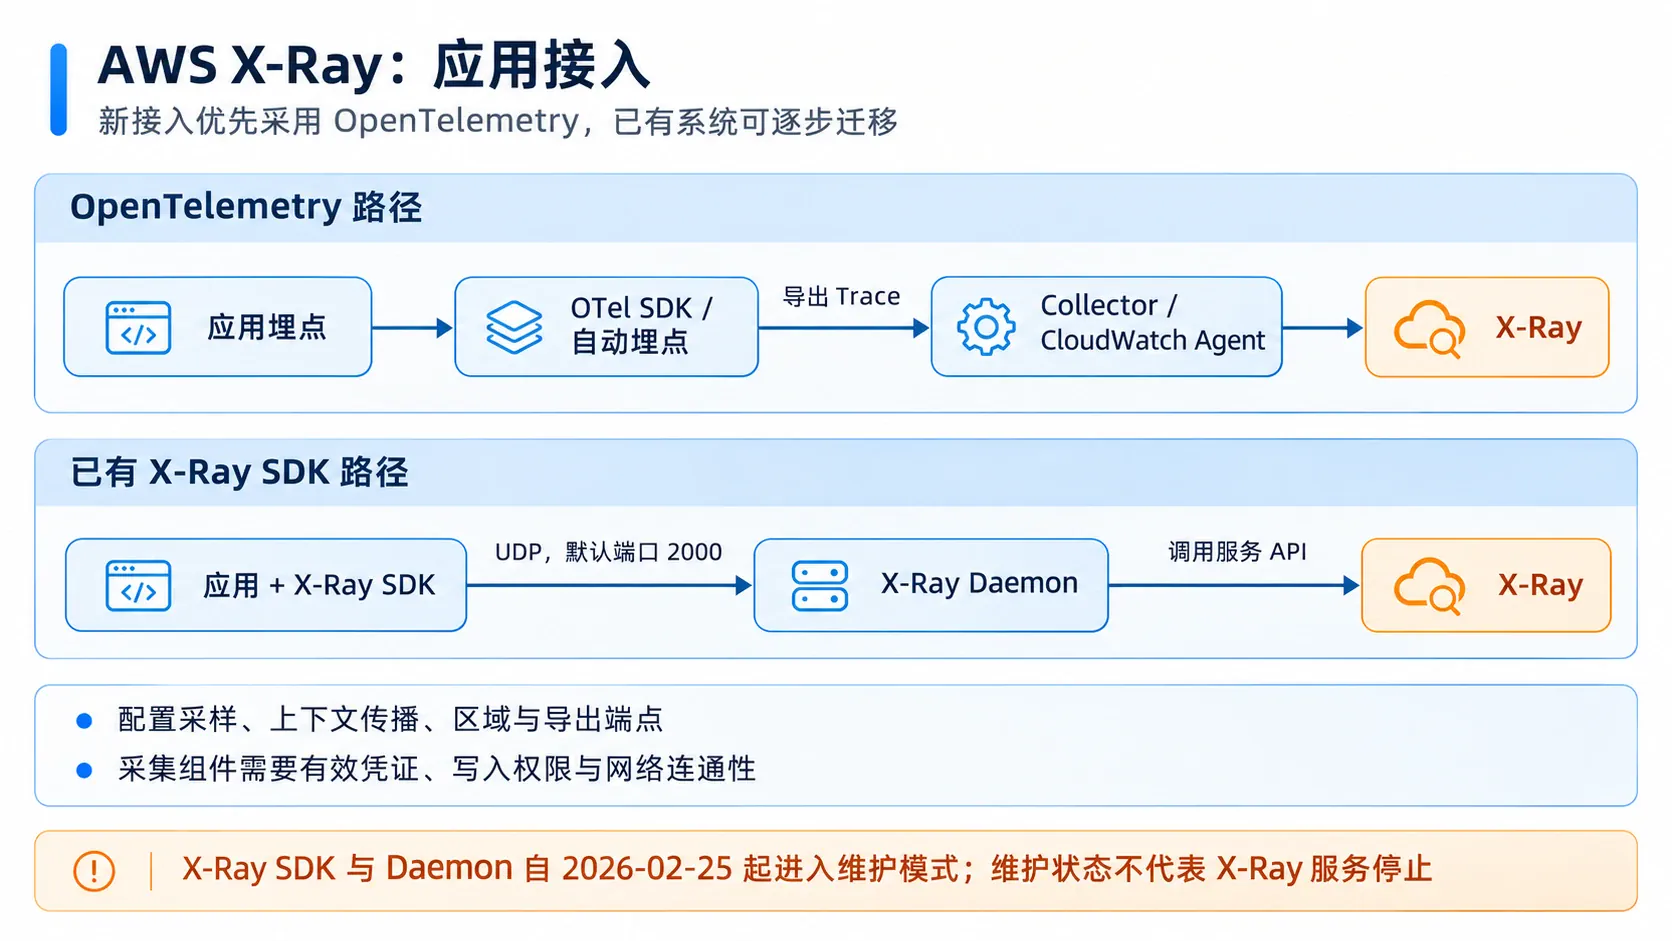 AWS X-Ray：应用接入
新接入优先采用 OpenTelemetry，已有系统可逐步迁移
OpenTelemetry 路径
</>
应用埋点
OTel SDK /
自动埋点
导出 Trace
Collector /
CloudWatch Agent
X-Ray
已有 X-Ray SDK 路径
</>
应用 + X-Ray SDK
UDP，默认端口 2000
X-Ray Daemon
调用服务 API
X-Ray
配置采样、上下文传播、区域与导出端点
采集组件需要有效凭证、写入权限与网络连通性
X-Ray SDK 与 Daemon 自 2026-02-25 起进入维护模式；维护状态不代表 X-Ray 服务停止